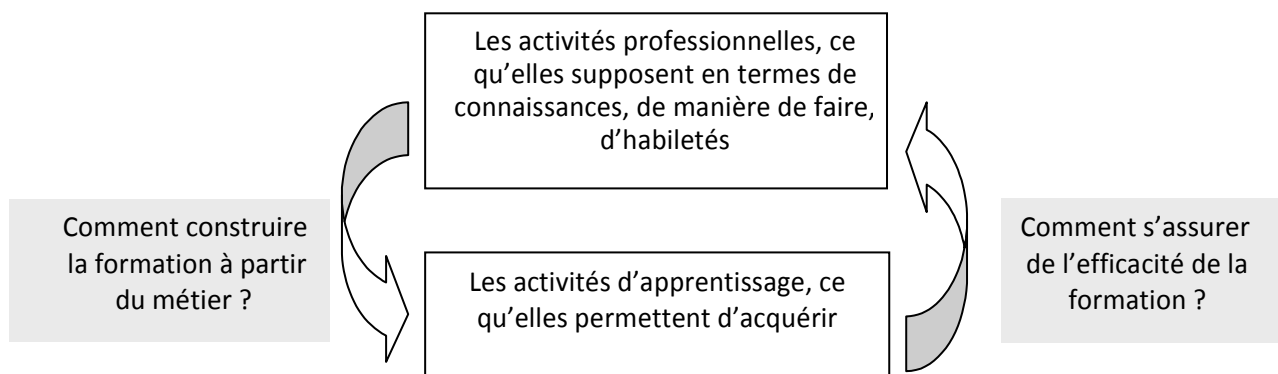 Les activités professionnelles, ce
qu’elles supposent en termes de
connaissances, de manière de faire,
d’habiletés
Comment construire
la formation à partir
du métier ?
Comment s’assurer
de l’efficacité de la
formation ?
Les activités d’apprentissage, ce
qu’elles permettent d’acquérir